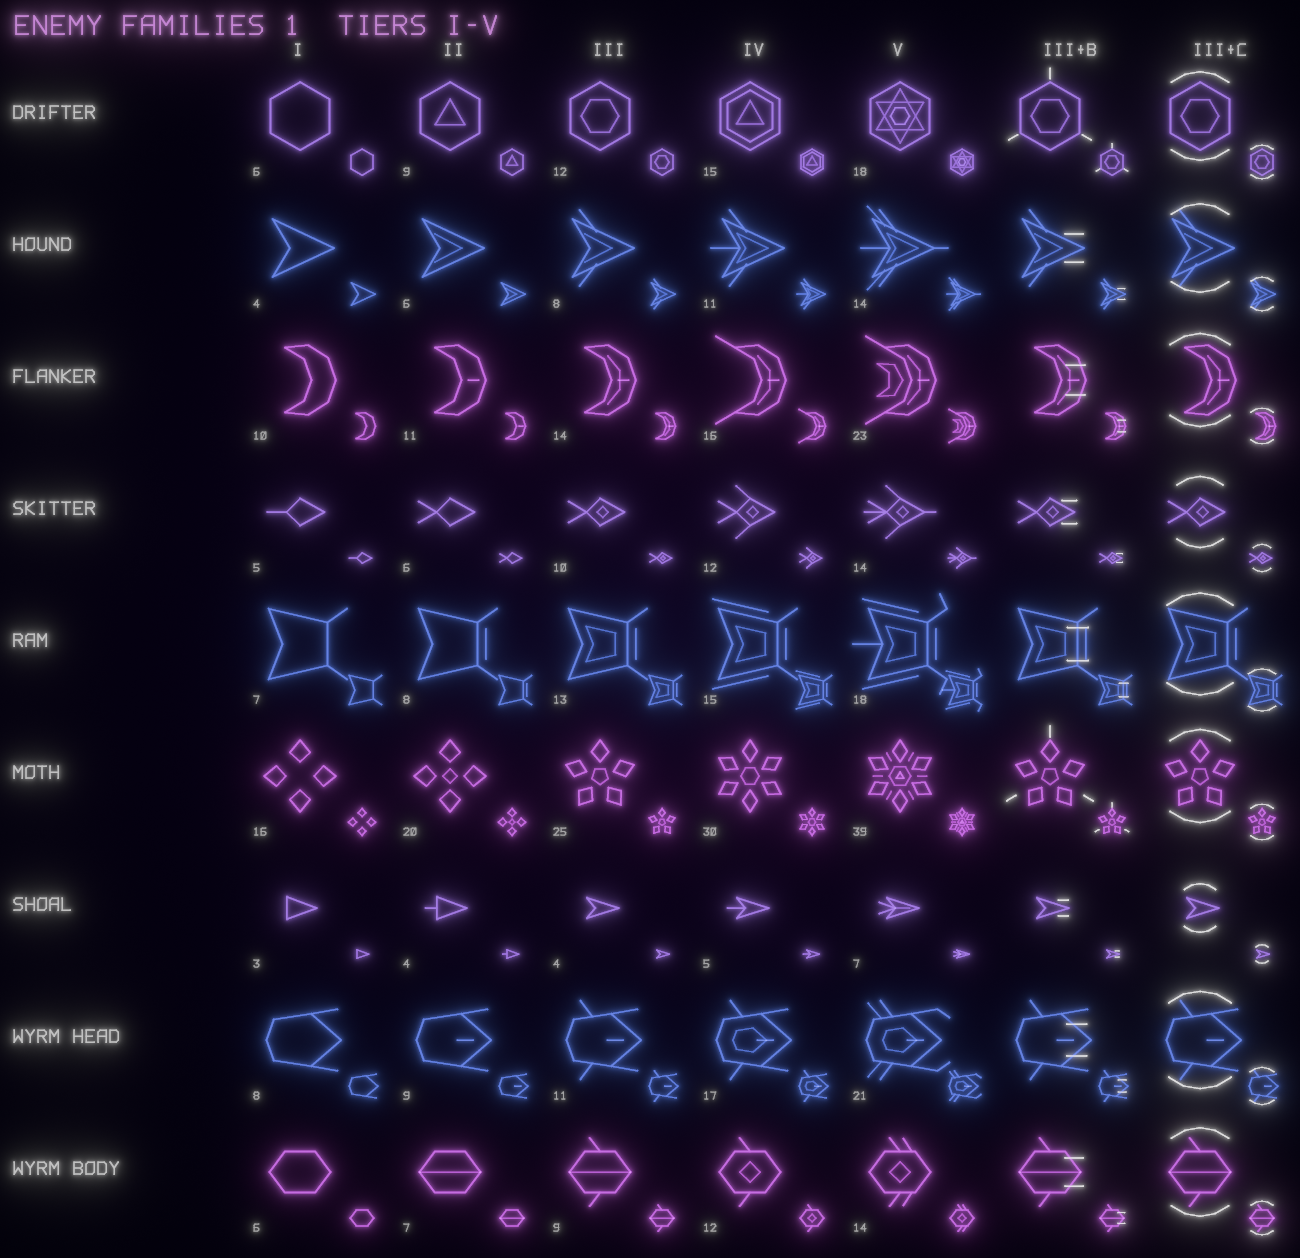 ENEMY FAMILIES 1 TIERS I-V
I II III IV V III+B III+C
DRIFTER
6 9 12 15 18
HOUND
4 6 8 11 14
FLANKER
10 11 14 16 23
SKITTER
5 6 10 12 14
RAM
7 8 13 15 18
MOTH
16 20 25 30 39
SHOAL
3 4 4 5 7
WYRM HEAD
8 9 11 17 21
WYRM BODY
6 7 9 12 14